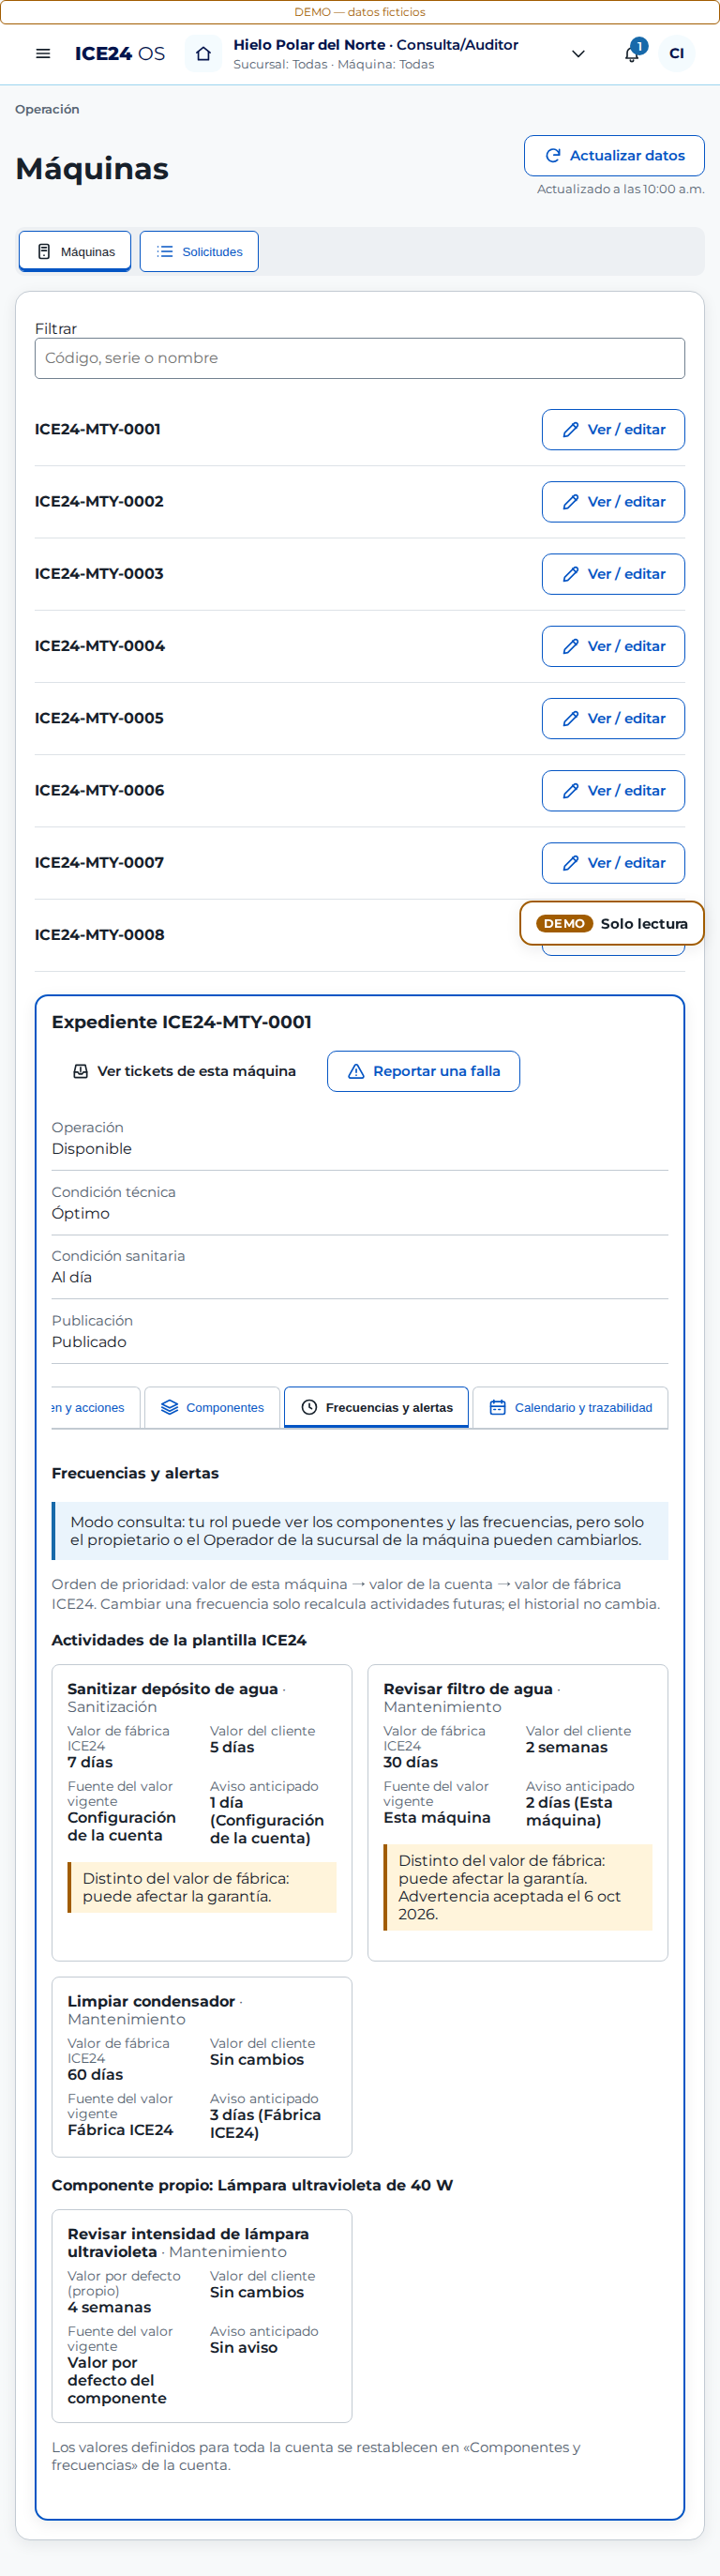 DEMO — datos ficticios
ICE24 OS
Hielo Polar del Norte · Consulta/Auditor
Sucursal: Todas · Máquina: Todas
1
CI
Operación
Máquinas
Actualizar datos
Actualizado a las 10:00 a.m.
Máquinas
Solicitudes
Filtrar
Código, serie o nombre
ICE24-MTY-0001
Ver / editar
ICE24-MTY-0002
Ver / editar
ICE24-MTY-0003
Ver / editar
ICE24-MTY-0004
Ver / editar
ICE24-MTY-0005
Ver / editar
ICE24-MTY-0006
Ver / editar
ICE24-MTY-0007
Ver / editar
ICE24-MTY-0008
DEMO Solo lectura
Expediente ICE24-MTY-0001
Ver tickets de esta máquina
Reportar una falla
Operación
Disponible
Condición técnica
Óptimo
Condición sanitaria
Al día
Publicación
Publicado
en y acciones
Componentes
Frecuencias y alertas
Calendario y trazabilidad
Frecuencias y alertas
Modo consulta: tu rol puede ver los componentes y las frecuencias, pero solo
el propietario o el Operador de la sucursal de la máquina pueden cambiarlos.
Orden de prioridad: valor de esta máquina → valor de la cuenta → valor de fábrica
ICE24. Cambiar una frecuencia solo recalcula actividades futuras; el historial no cambia.
Actividades de la plantilla ICE24
Sanitizar depósito de agua ·
Sanitización
Valor de fábrica
ICE24
7 días
Valor del cliente
5 días
Fuente del valor
vigente
Configuración
de la cuenta
Aviso anticipado
1 día
(Configuración
de la cuenta)
Distinto del valor de fábrica:
puede afectar la garantía.
Revisar filtro de agua ·
Mantenimiento
Valor de fábrica
ICE24
30 días
Valor del cliente
2 semanas
Fuente del valor
vigente
Esta máquina
Aviso anticipado
2 días (Esta
máquina)
Distinto del valor de fábrica:
puede afectar la garantía.
Advertencia aceptada el 6 oct
2026.
Limpiar condensador ·
Mantenimiento
Valor de fábrica
ICE24
60 días
Valor del cliente
Sin cambios
Fuente del valor
vigente
Fábrica ICE24
Aviso anticipado
3 días (Fábrica
ICE24)
Componente propio: Lámpara ultravioleta de 40 W
Revisar intensidad de lámpara
ultravioleta · Mantenimiento
Valor por defecto
(propio)
4 semanas
Valor del cliente
Sin cambios
Fuente del valor
vigente
Valor por
defecto del
componente
Aviso anticipado
Sin aviso
Los valores definidos para toda la cuenta se restablecen en «Componentes y
frecuencias» de la cuenta.